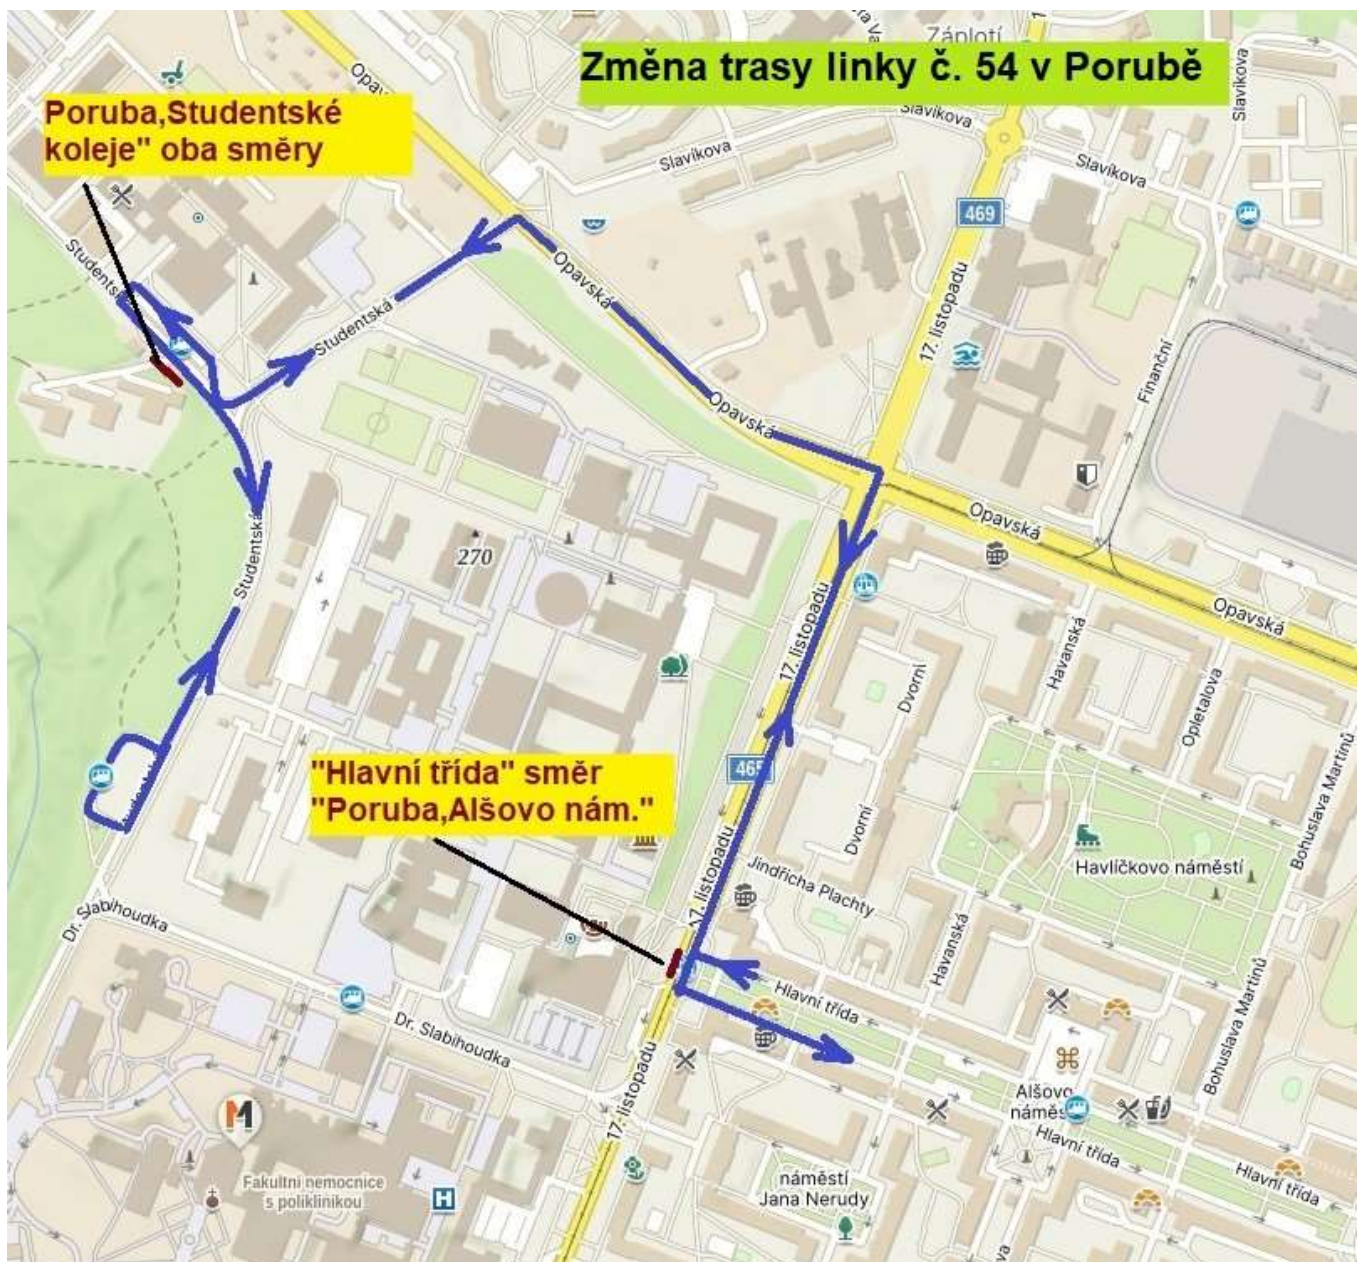 Záplotí
Změna trasy linky č. 54 v Porubě
Opavská
Slavíkova
Poruba,Studentské
koleje" oba směry
Slavíkova
Slavíkova
Slavíkova
469
Opavská
17. listopadu
Studentská
Finanční
Opavská
Opavská
270
Studentská
Opavská
17. listopadu
Havanská
Dvorní
Opletalova
"Hlavní třída" směr
"Poruba,Alšovo nám."
465
Bohuslava Martinů
Dvorní
Havlíčkovo náměstí
Jindřicha Plachty
17. listopadu
Dr. Slabihoudka
Havanská
Hlavní třída
Bohuslava Martinů
Dr. Slabihoudka
17. listopadu
Alšovo
Hlavní třída
Hlavní třída
Fakultní nemocnice
s poliklinikou
H
náměstí
Jana Nerudy